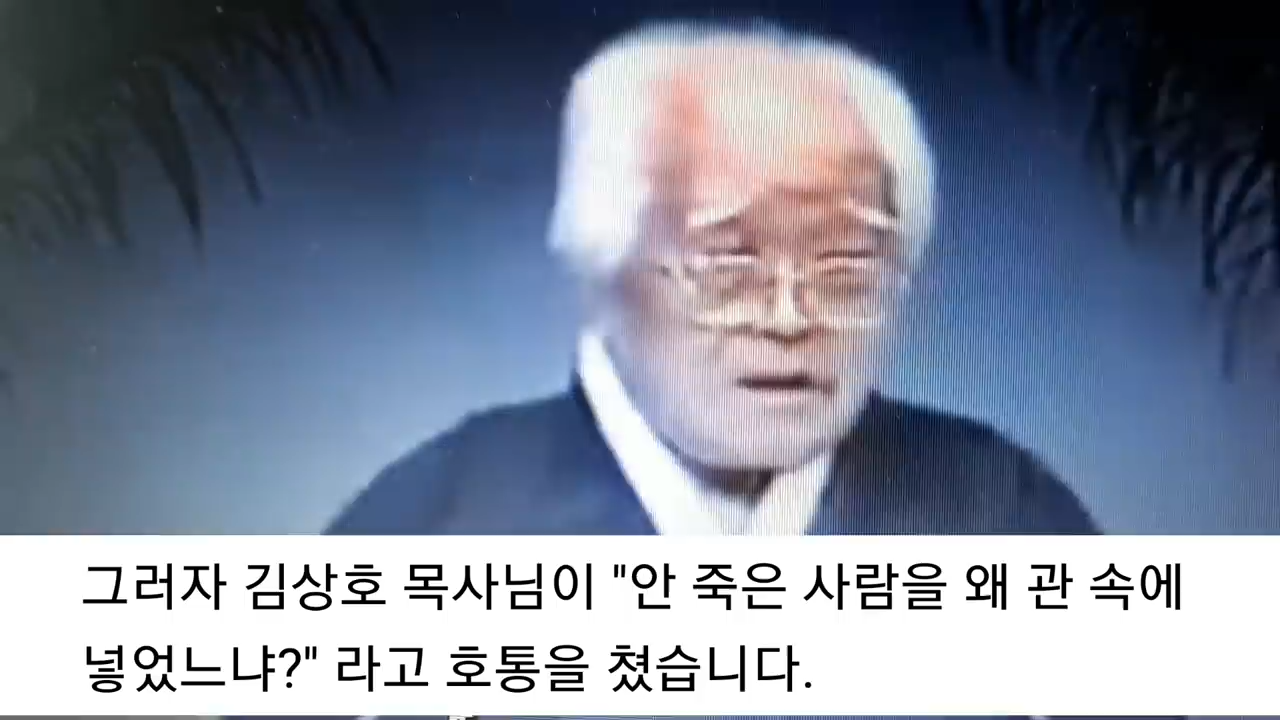 그러자 김상호 목사님이 "안 죽은 사람을 왜 관 속에
넣었느냐?" 라고 호통을 쳤습니다.